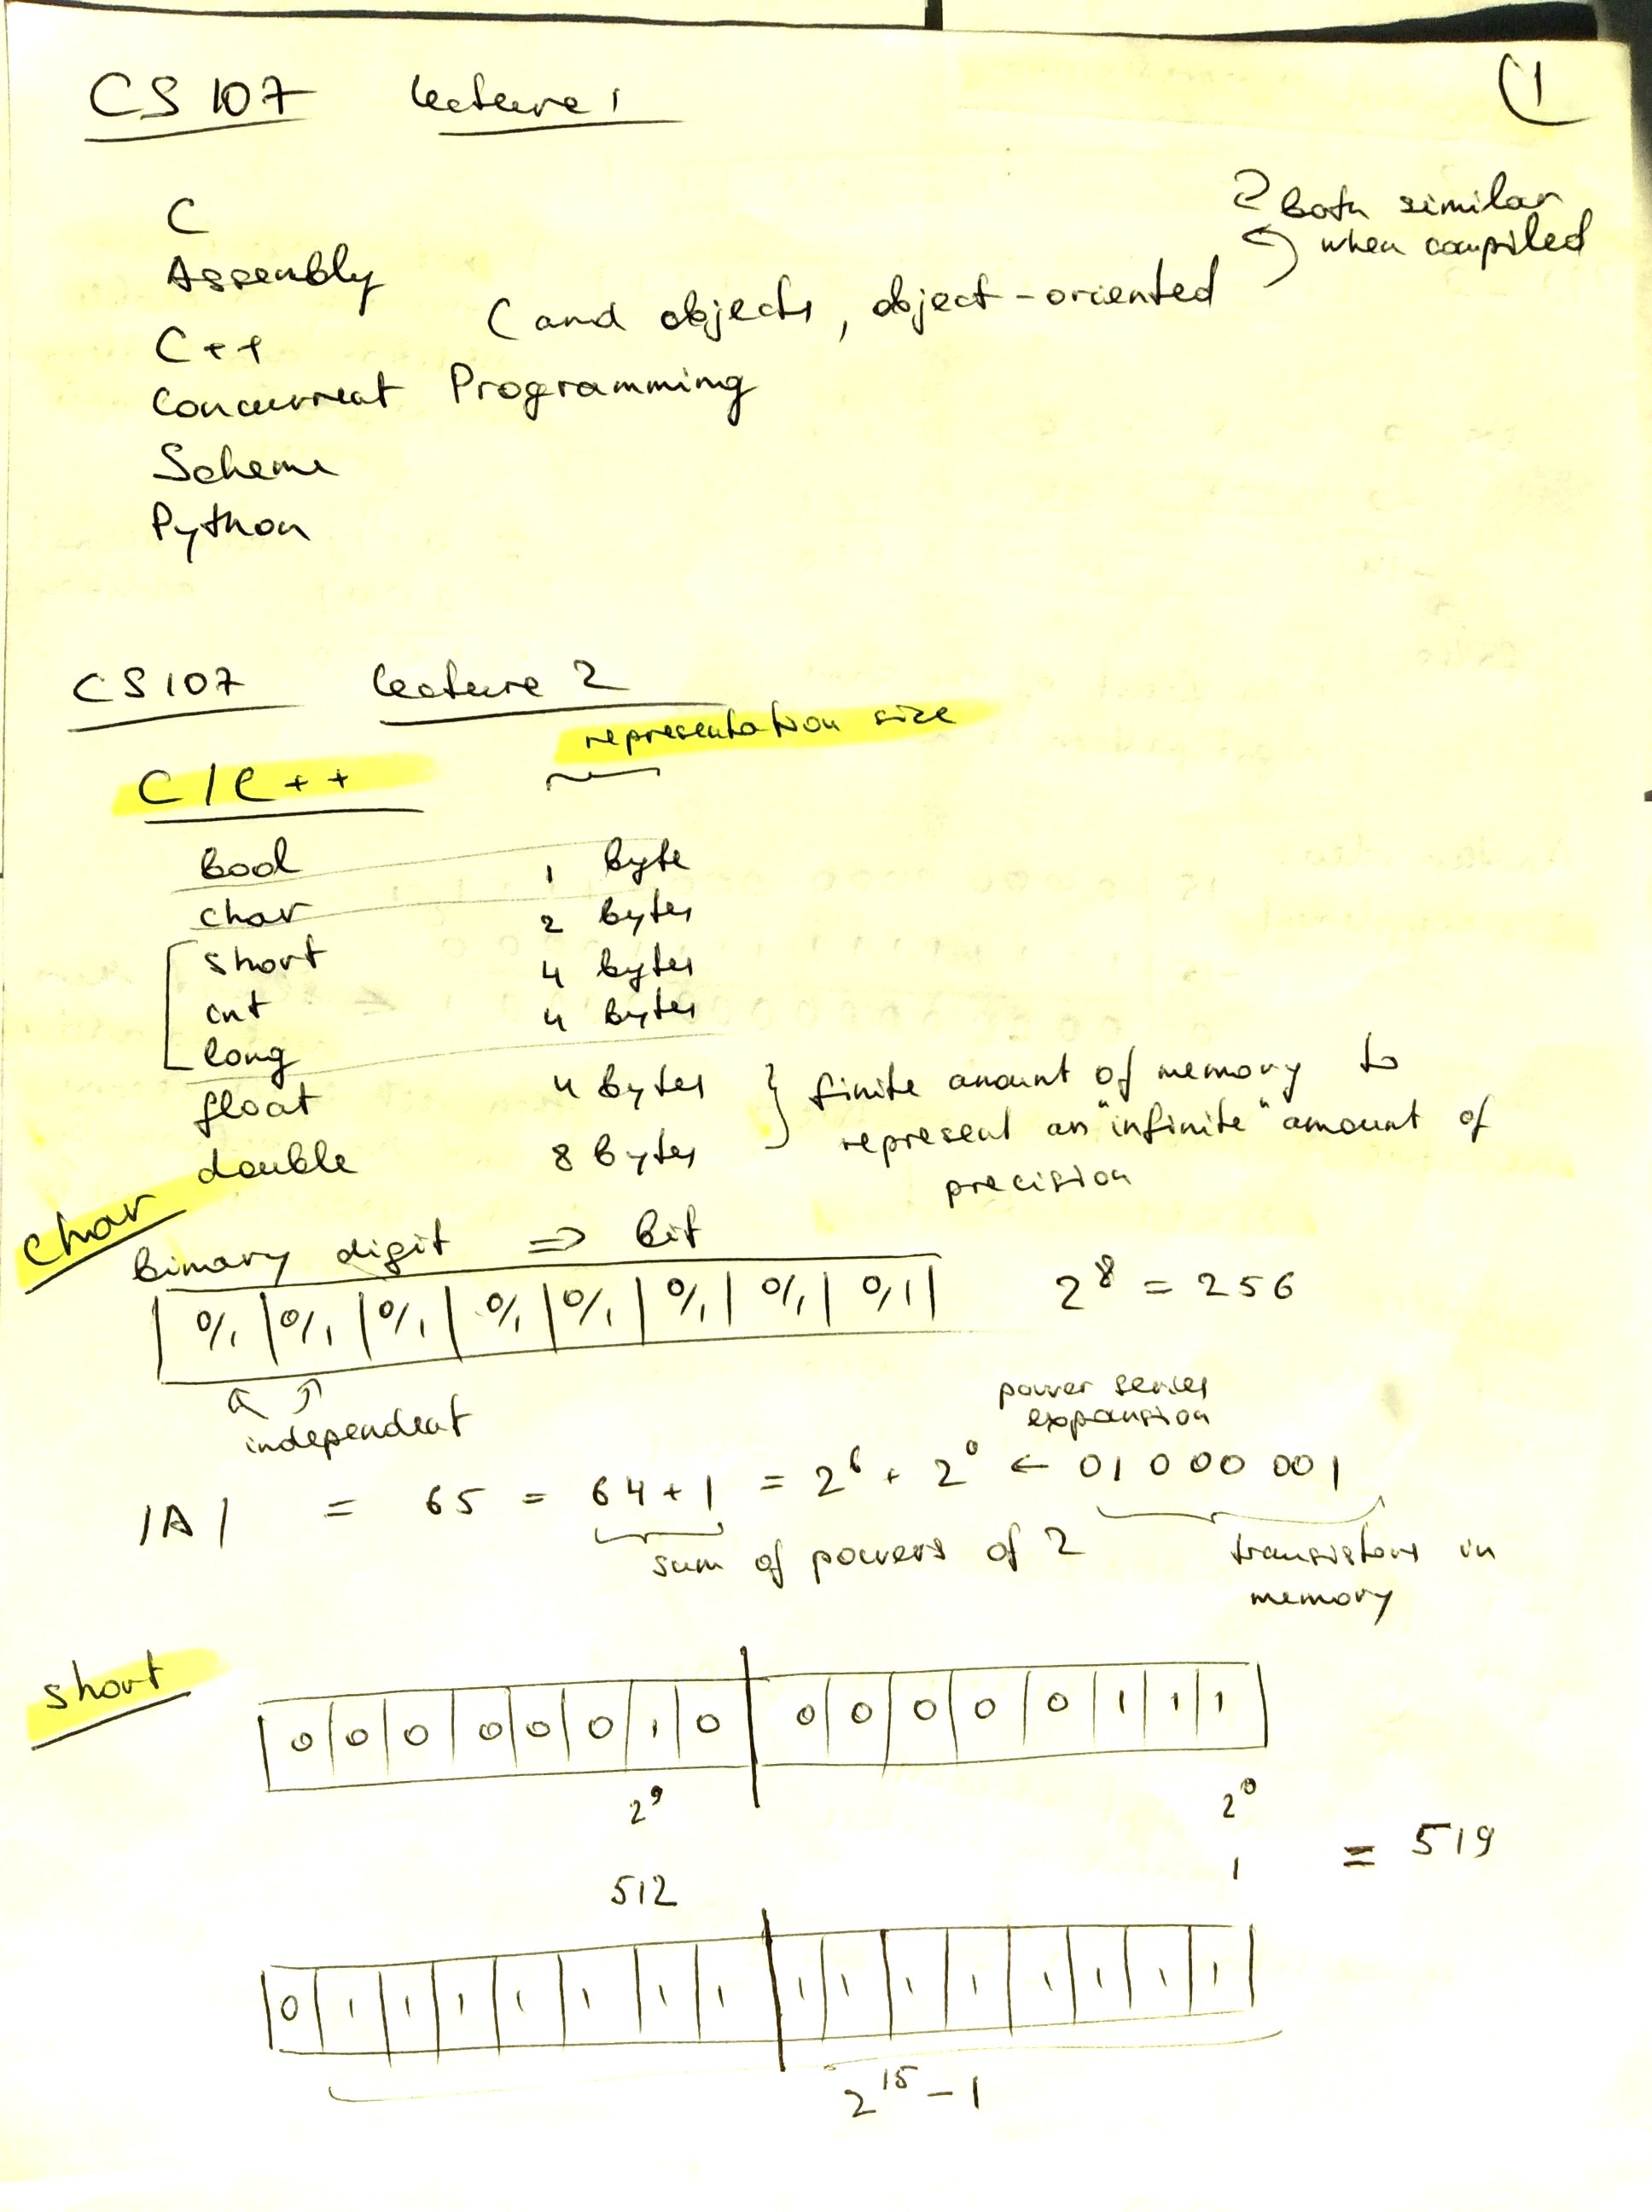 CS 107 lecture 1
(1
C
Assembly
C++ (and objects, object-oriented
2 Both similar
when compiled
Concurrent Programming
Scheme
Python
CS107 lecture 2
representation size
C/C++
Bool 1 byte
char 2 bytes
short 4 bytes
int 4 bytes
long
float 4 bytes } finite amount of memory to
double 8 bytes represent an "infinite" amount of
precision
char
Binary digit ⇒ Bit
0/1 | 0/1 | 0/1 | 0/1 | 0/1 | 0/1 | 0/1 | 0/1 2^8 = 256
independent
power series
expansion
'A' = 65 = 64 + 1 = 2^6 + 2^0 ← 01 0 000 001
sum of powers of 2 transistors in
memory
short
0 0 0 0 0 0 1 0 0 0 0 0 0 1 1 1
2^9 2^0
512 1 = 519
0 1 1 1 1 1 1 1 1 1 1 1 1 1 1 1
2^15 - 1